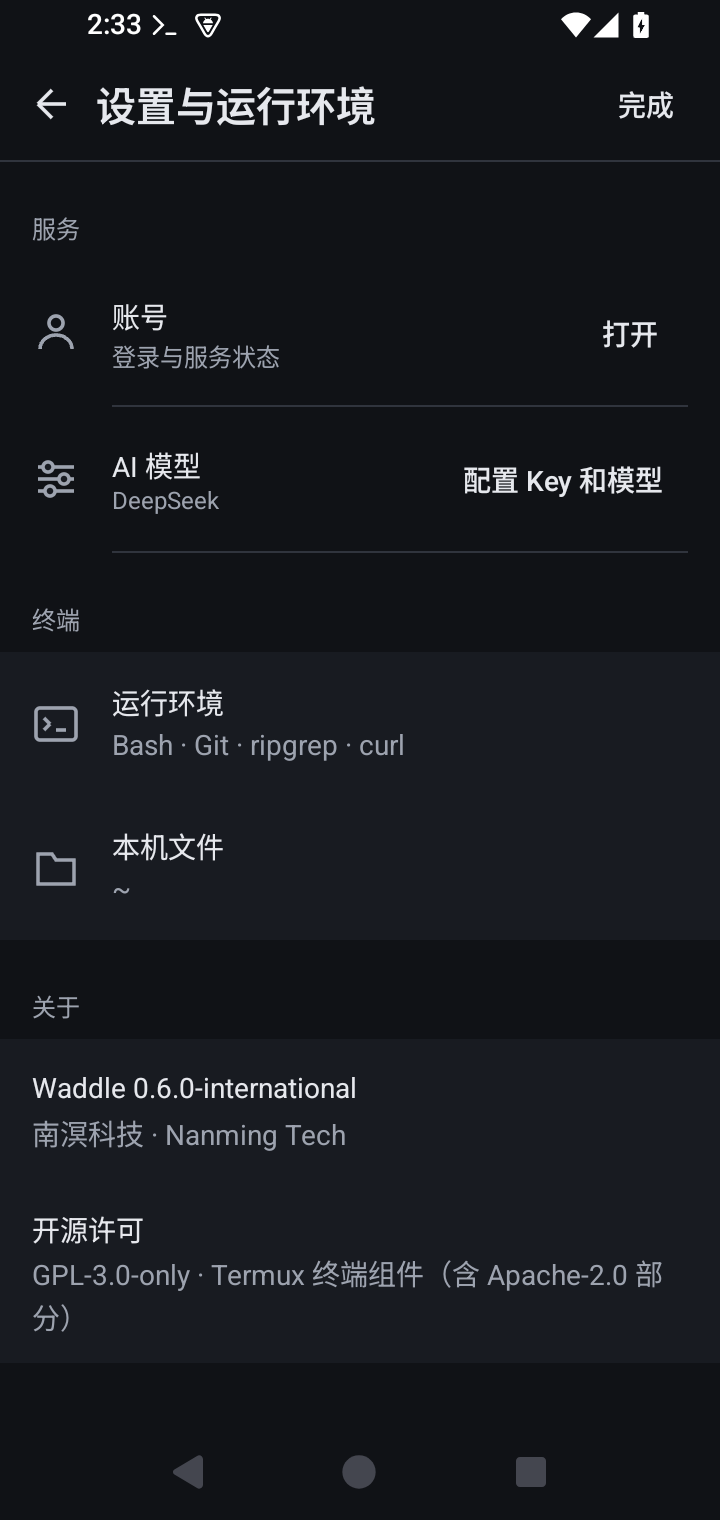 2:33
设置与运行环境
完成
服务
账号
登录与服务状态
打开
AI 模型
DeepSeek
配置 Key 和模型
终端
运行环境
Bash · Git · ripgrep · curl
本机文件
~
关于
Waddle 0.6.0-international
南溟科技 · Nanming Tech
开源许可
GPL-3.0-only · Termux 终端组件（含 Apache-2.0 部
分）